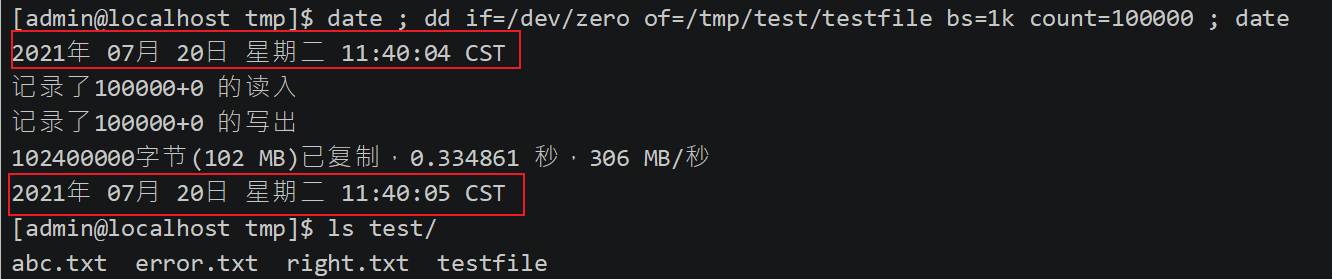 [admin@localhost tmp]$ date ; dd if=/dev/zero of=/tmp/test/testfile bs=1k count=100000 ; date
2021年 07月 20日 星期二 11:40:04 CST
记录了100000+0 的读入
记录了100000+0 的写出
102400000字节(102 MB)已复制，0.334861 秒，306 MB/秒
2021年 07月 20日 星期二 11:40:05 CST
[admin@localhost tmp]$ ls test/
abc.txt  error.txt  right.txt  testfile